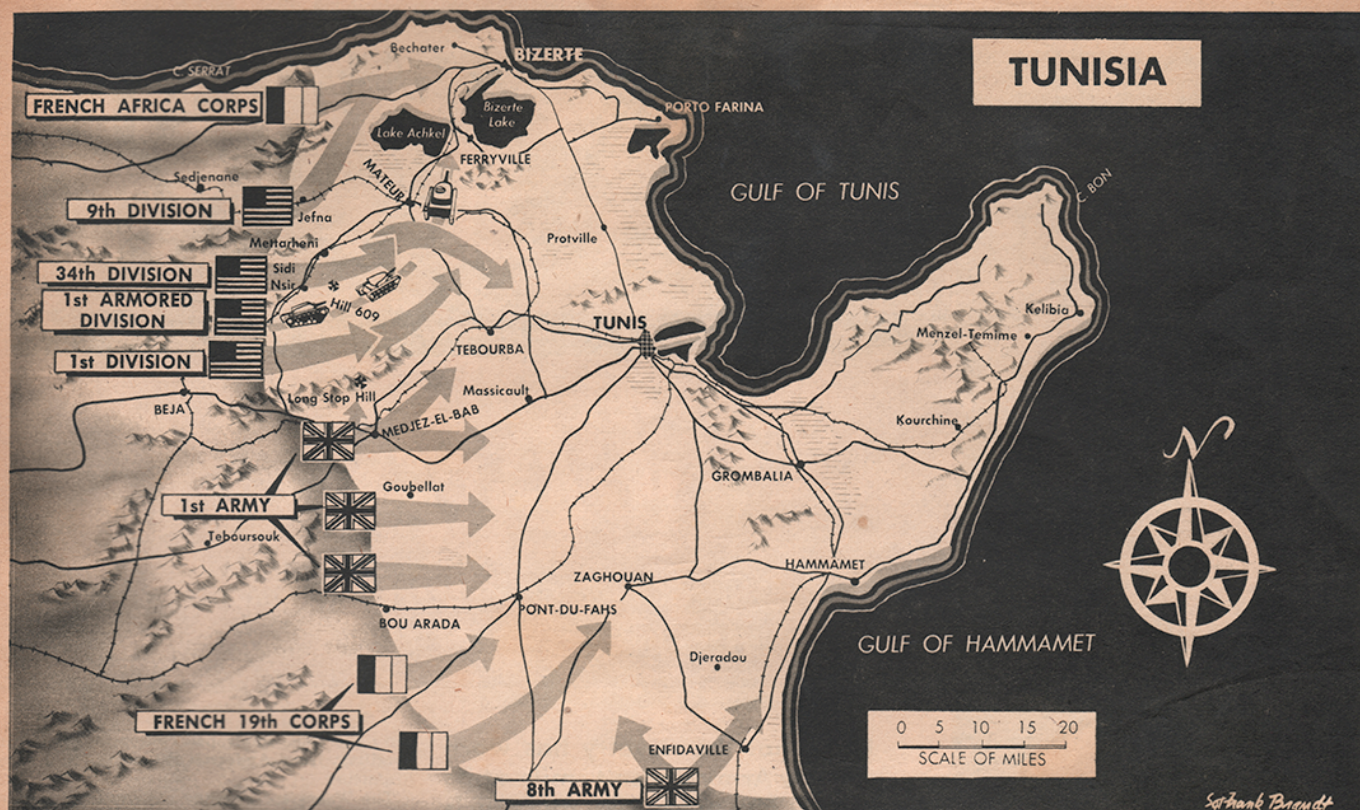 TUNISIA
C. SERRAT
Bechater
BIZERTE
FRENCH AFRICA CORPS
Lake Achkel
Bizerte
Lake
PORTO FARINA
FERRYVILLE
MATEUR
Sedjenane
9th DIVISION
Jefna
GULF OF TUNIS
C. BON
Mettarheni
Protville
34th DIVISION
Sidi
Nsir
Hill 609
1st ARMORED
DIVISION
Kelibia
TUNIS
Menzel-Temime
TEBOURBA
1st DIVISION
Massicault
Long Stop Hill
BEJA
MEDJEZ-EL-BAB
Kourchine
N
GROMBALIA
Goubellat
1st ARMY
Teboursouk
HAMMAMET
ZAGHOUAN
PONT-DU-FAHS
BOU ARADA
GULF OF HAMMAMET
Djeradou
FRENCH 19th CORPS
0 5 10 15 20
SCALE OF MILES
ENFIDAVILLE
8th ARMY
Sgt Frank Brandt